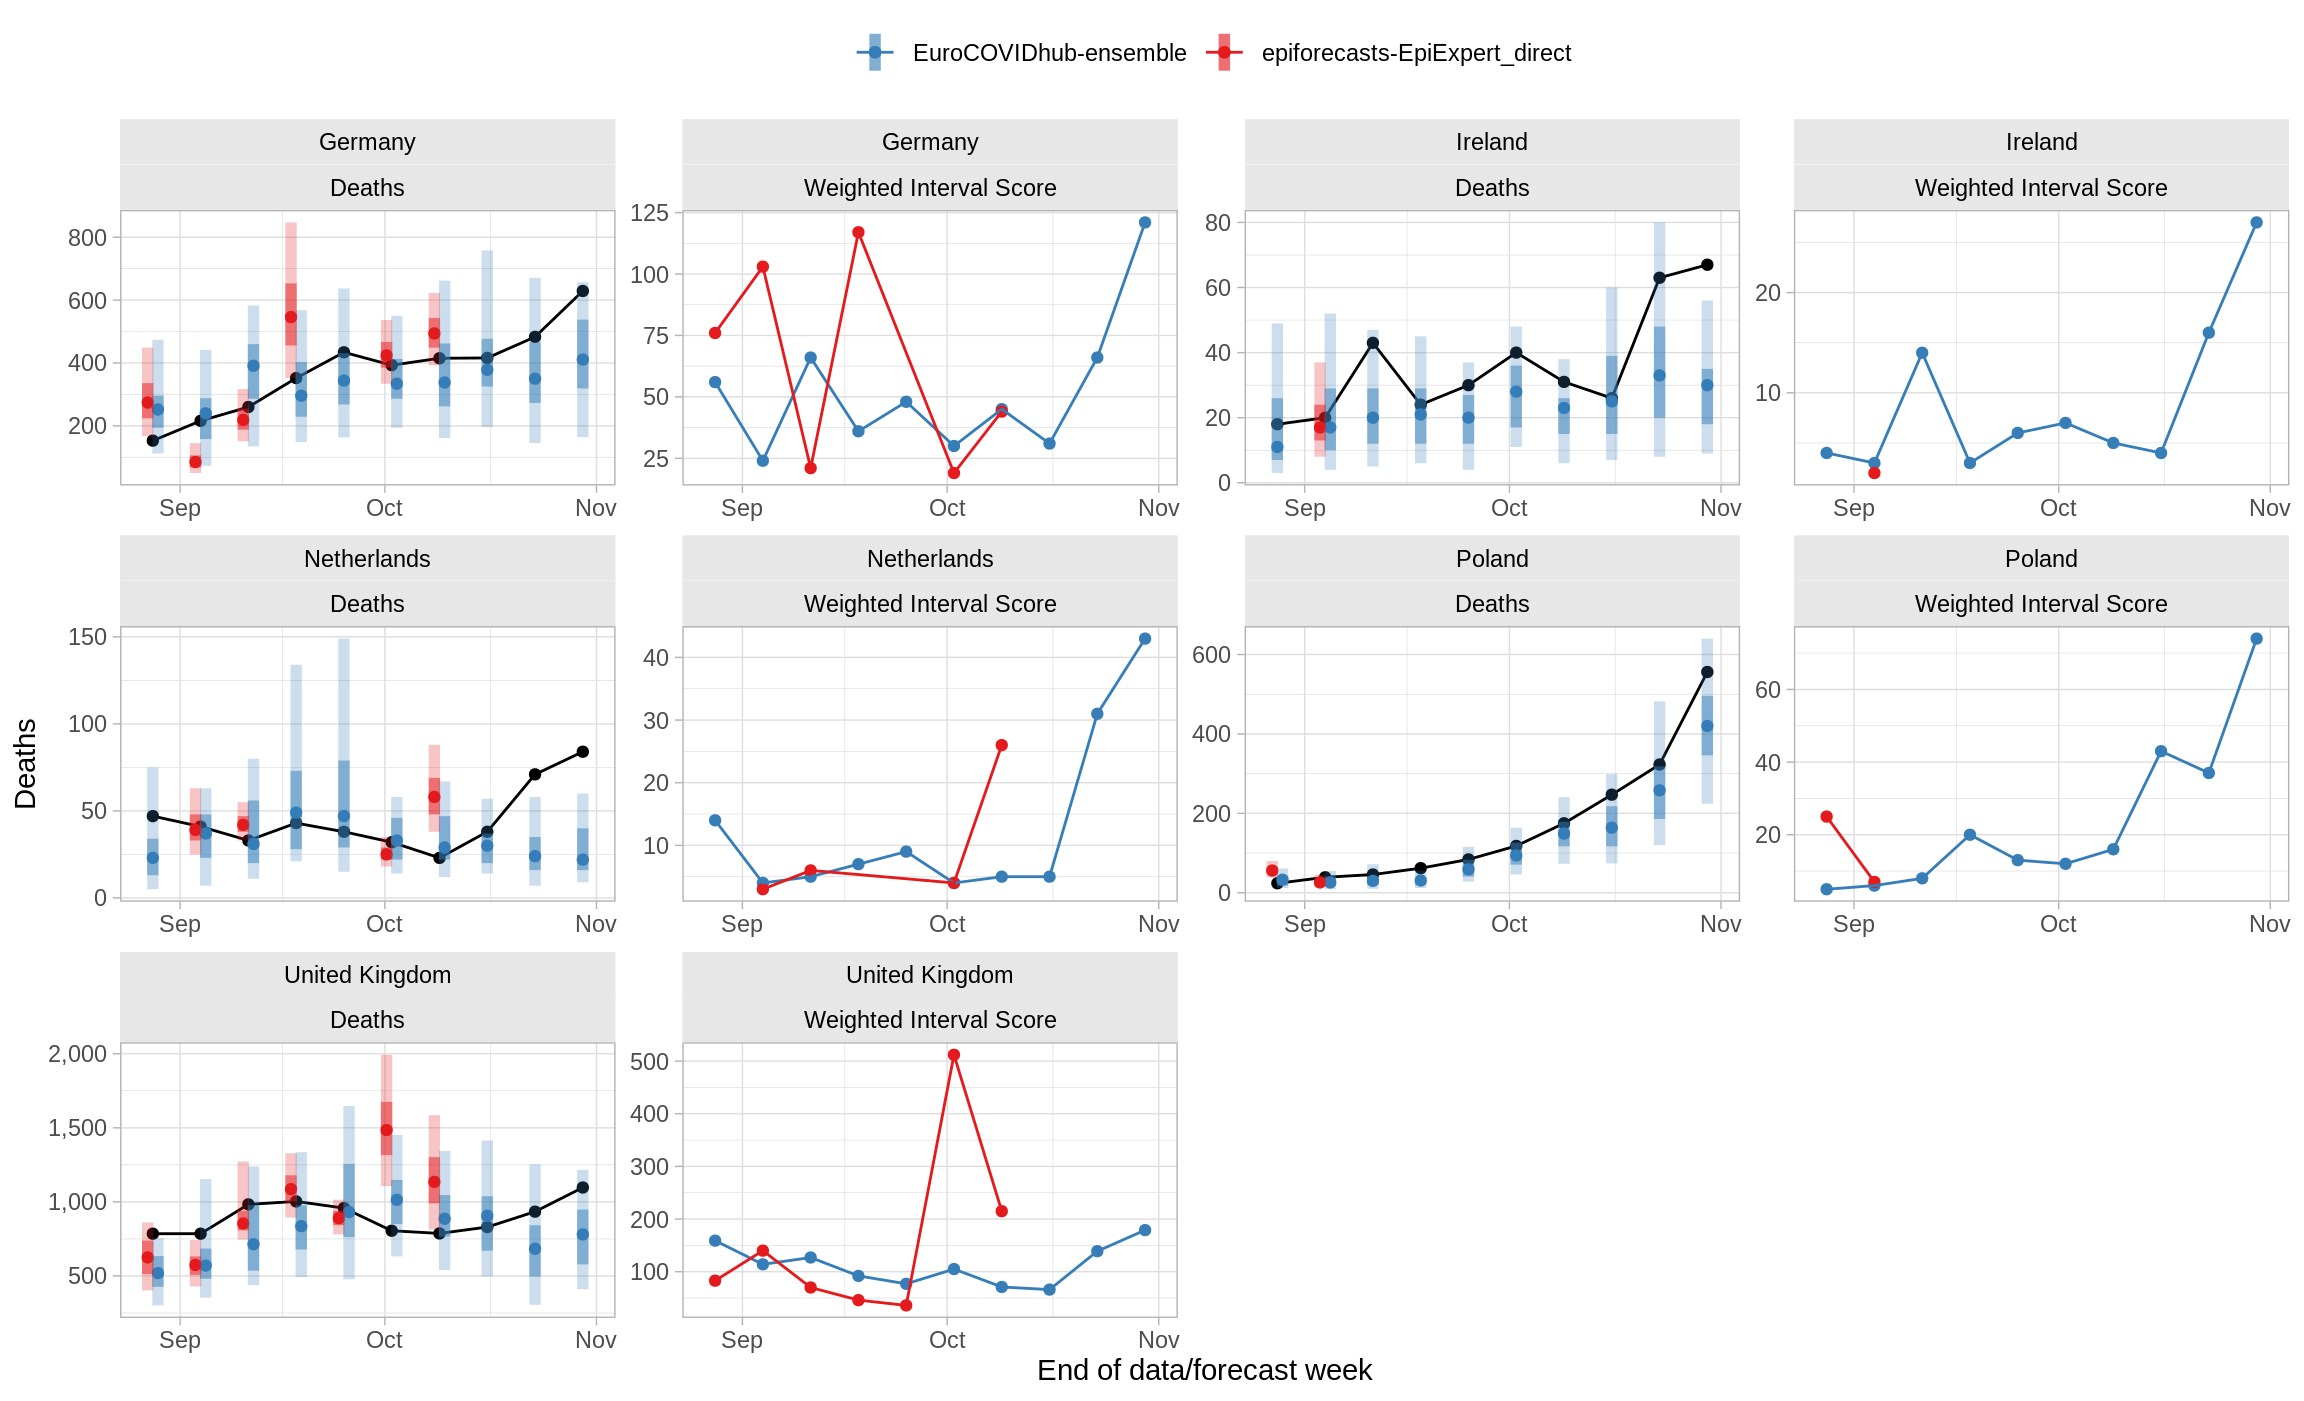 EuroCOVIDhub-ensemble epiforecasts-EpiExpert_direct
Germany
Deaths
800
600
400
200
Sep Oct Nov
Germany
Weighted Interval Score
125
100
75
50
25
Sep Oct Nov
Ireland
Deaths
80
60
40
20
0
Sep Oct Nov
Ireland
Weighted Interval Score
20
10
Sep Oct Nov
Deaths
Netherlands
Deaths
150
100
50
0
Sep Oct Nov
Netherlands
Weighted Interval Score
40
30
20
10
Sep Oct Nov
Poland
Deaths
600
400
200
0
Sep Oct Nov
Poland
Weighted Interval Score
60
40
20
Sep Oct Nov
United Kingdom
Deaths
2,000
1,500
1,000
500
Sep Oct Nov
United Kingdom
Weighted Interval Score
500
400
300
200
100
Sep Oct Nov
End of data/forecast week